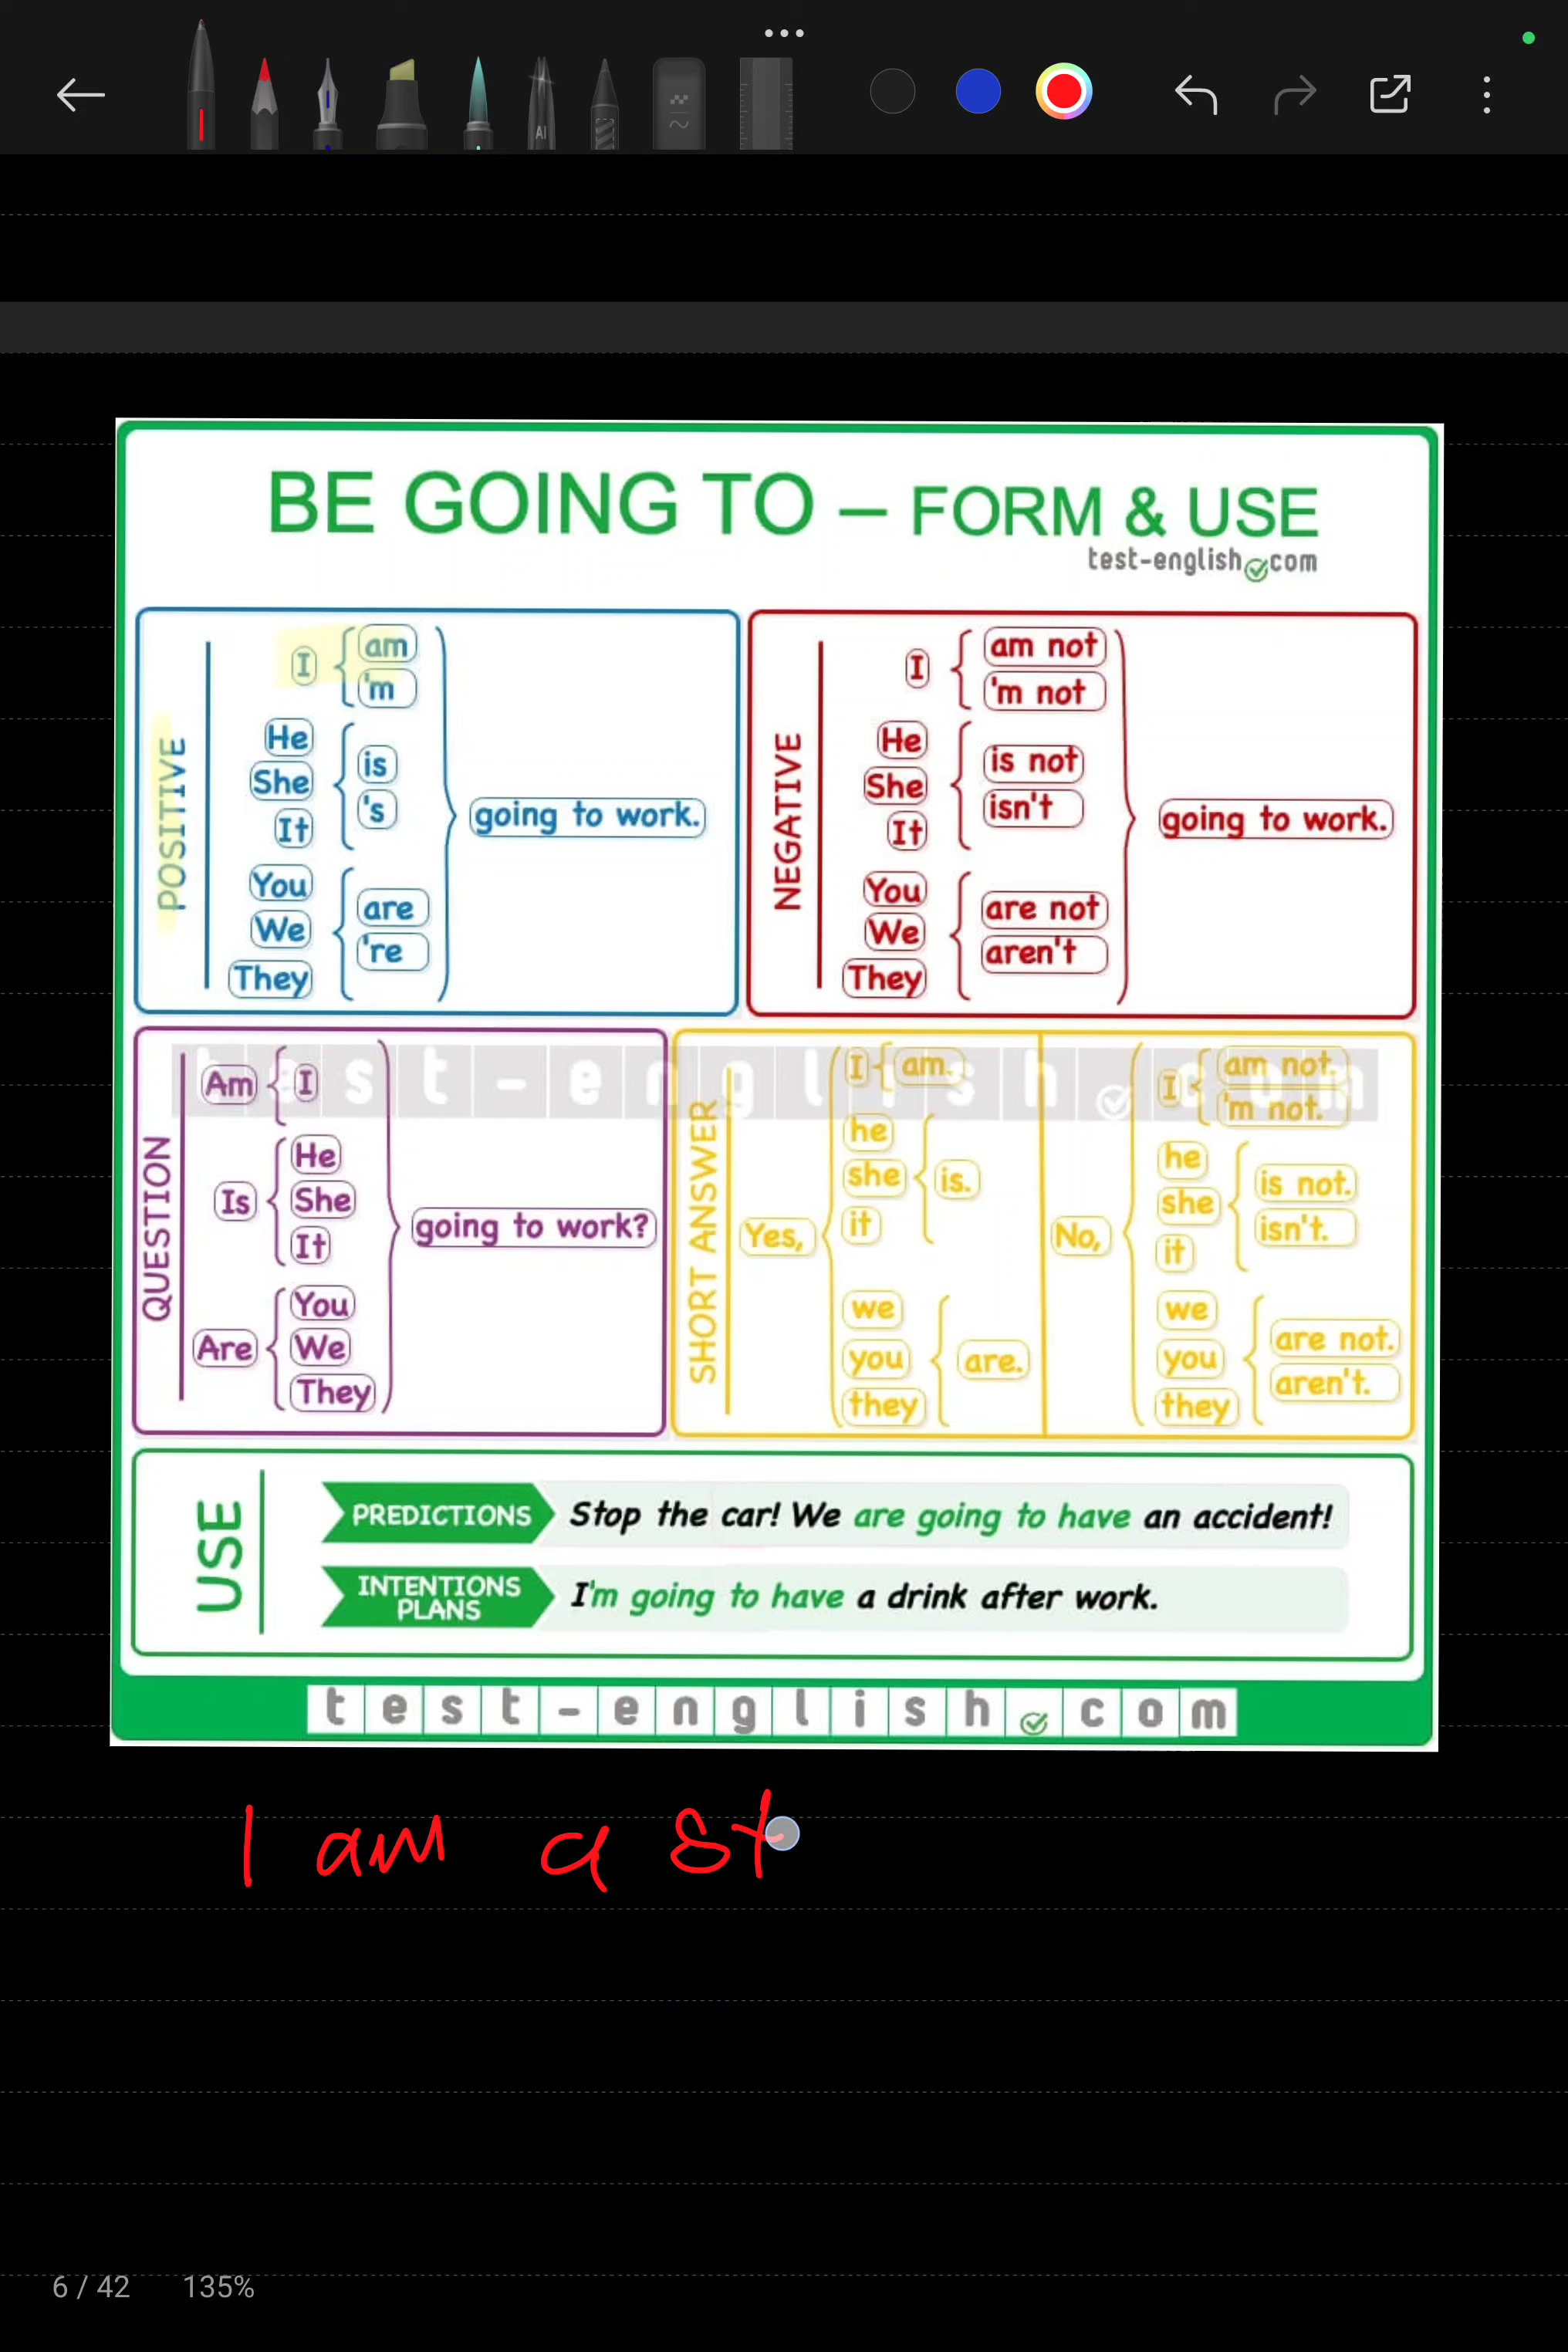 AI
BE GOING TO – FORM & USE
test-english.com
POSITIVE
I
am
'm
He
She
It
is
's
You
We
They
are
're
going to work.
NEGATIVE
I
am not
'm not
He
She
It
is not
isn't
You
We
They
are not
aren't
going to work.
test-english.com
QUESTION
Am
I
Is
He
She
It
Are
You
We
They
going to work?
SHORT ANSWER
Yes,
I
am.
he
she
it
is.
we
you
they
are.
No,
I
am not.
'm not.
he
she
it
is not.
isn't.
we
you
they
are not.
aren't.
USE
PREDICTIONS
Stop the car! We are going to have an accident!
INTENTIONS
PLANS
I'm going to have a drink after work.
test-english.com
I am a st
6 / 42 135%